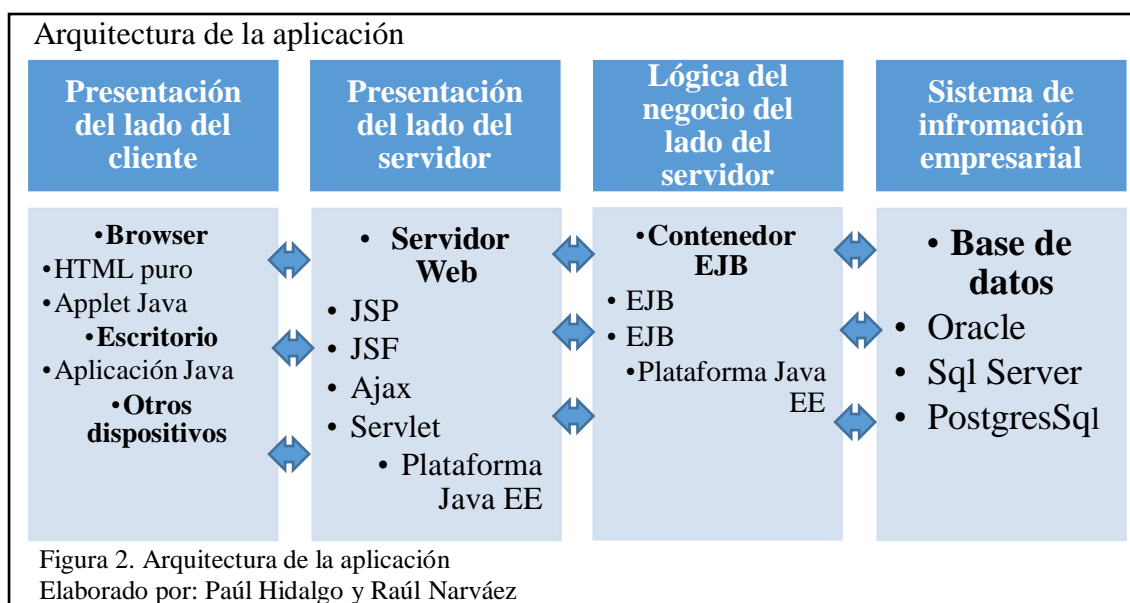 Arquitectura de la aplicación
Presentación
del lado del
cliente
Presentación
del lado del
servidor
Lógica del
negocio del
lado del
servidor
Sistema de
infromación
empresarial
•Browser
•HTML puro
•Applet Java
•Escritorio
•Aplicación Java
•Otros
dispositivos
• Servidor
Web
• JSP
• JSF
• Ajax
• Servlet
• Plataforma
Java EE
•Contenedor
EJB
• EJB
• EJB
•Plataforma Java
EE
• Base de
datos
• Oracle
• Sql Server
• PostgresSql
Figura 2. Arquitectura de la aplicación
Elaborado por: Paúl Hidalgo y Raúl Narváez